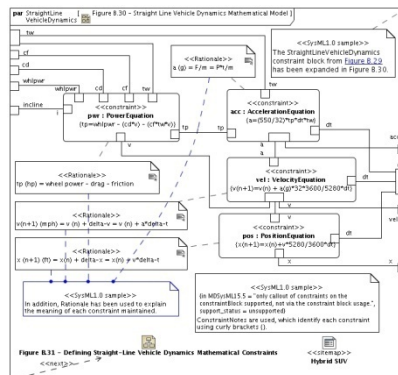 par StraightLine VehicleDynamics [ Figure B.30 - Straight Line Vehicle Dynamics Mathematical Model ]
tw
cf
cd
whlpwr
incline
whlpwr
cd
cf
tw
i
<<constraint>>
pwr : PowerEquation
{tp=whlpwr - (cd*v) - (cf*tw*v)}
tp
v
<<Rationale>>
a (g) = F/m = P*t/m
<<SysML1.0 sample>>
The StraightLineVehicleDynamics
constraint block from Figure B.29
has been expanded in Figure B.30.
tw
<<constraint>>
acc : AccelerationEquation
{a=(550/32)*tp*dt*tw}
tp
dt
a
acc
<<Rationale>>
tp (hp) = wheel power - drag - friction
a
<<constraint>>
vel : VelocityEquation
{v(n+1)=v(n) + a(g)*32*3600/5280*dt}
dt
dt
v
vel
<<Rationale>>
v(n+1) (mph) = v (n) + delta-v = v (n) + a*delta-t
v
<<constraint>>
pos : PositionEquation
{x(n+1)=x(n)+v*5280/3600*dt}
dt
x
x
<<Rationale>>
x (n+1) (ft) = x(n) + delta-x = x(n) + v*delta-t
<<SysML1.0 sample>>
In addition, Rationale has been used to explain
the meaning of each constraint maintained.
<<SysML1.0 sample>>
(in MDSysML15.5 = "only callout of constraints on
the constraintBlock supported, not via the constraint block usage.",
support_status = unsupported)
ConstraintNotes are used, which identify each constraint
using curly brackets {}.
Figure B.31 - Defining Straight-Line Vehicle Dynamics Mathematical Constraints
<<next>>
<<sitemap>>
Hybrid SUV